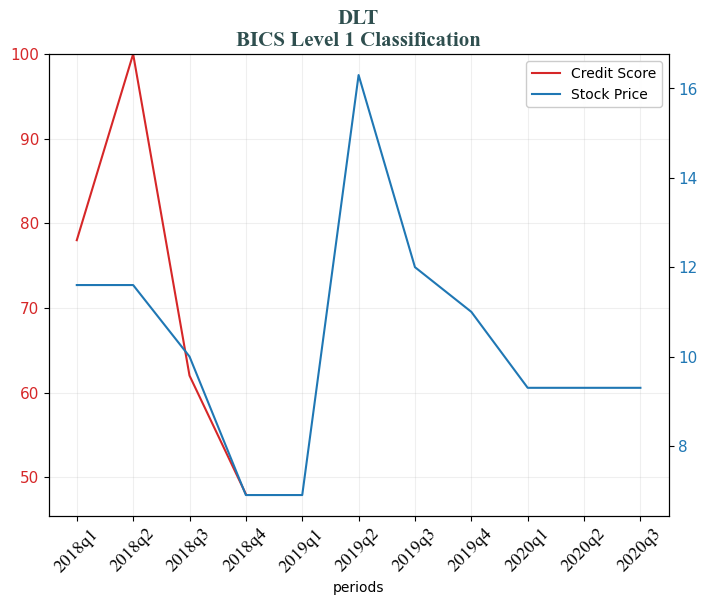 DLT
BICS Level 1 Classification
100
90
80
70
60
50
16
14
12
10
8
Credit Score
Stock Price
2018q1
2018q2
2018q3
2018q4
2019q1
2019q2
2019q3
2019q4
2020q1
2020q2
2020q3
periods